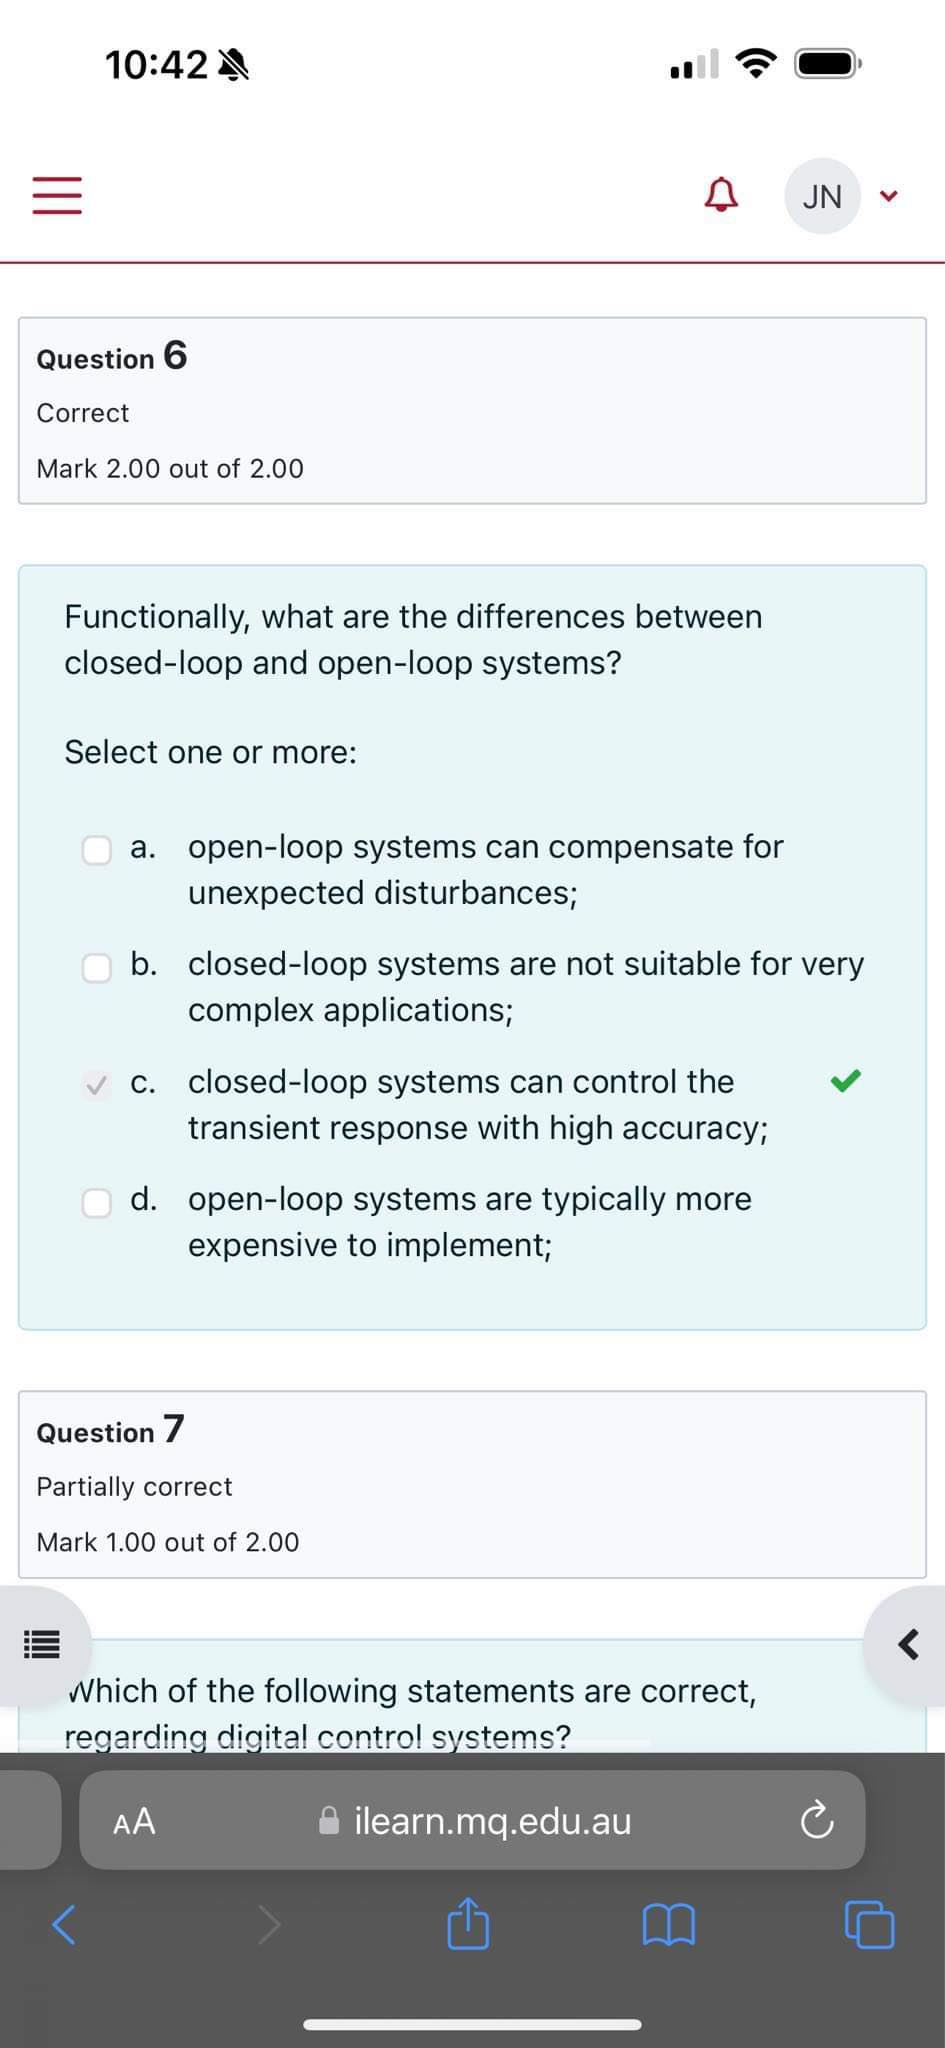 10:42
JN
Question 6
Correct
Mark 2.00 out of 2.00
Functionally, what are the differences between
closed-loop and open-loop systems?
Select one or more:
a. open-loop systems can compensate for
unexpected disturbances;
b. closed-loop systems are not suitable for very
complex applications;
c. closed-loop systems can control the
transient response with high accuracy;
d. open-loop systems are typically more
expensive to implement;
Question 7
Partially correct
Mark 1.00 out of 2.00
Which of the following statements are correct,
regarding digital control systems?
AA ilearn.mq.edu.au